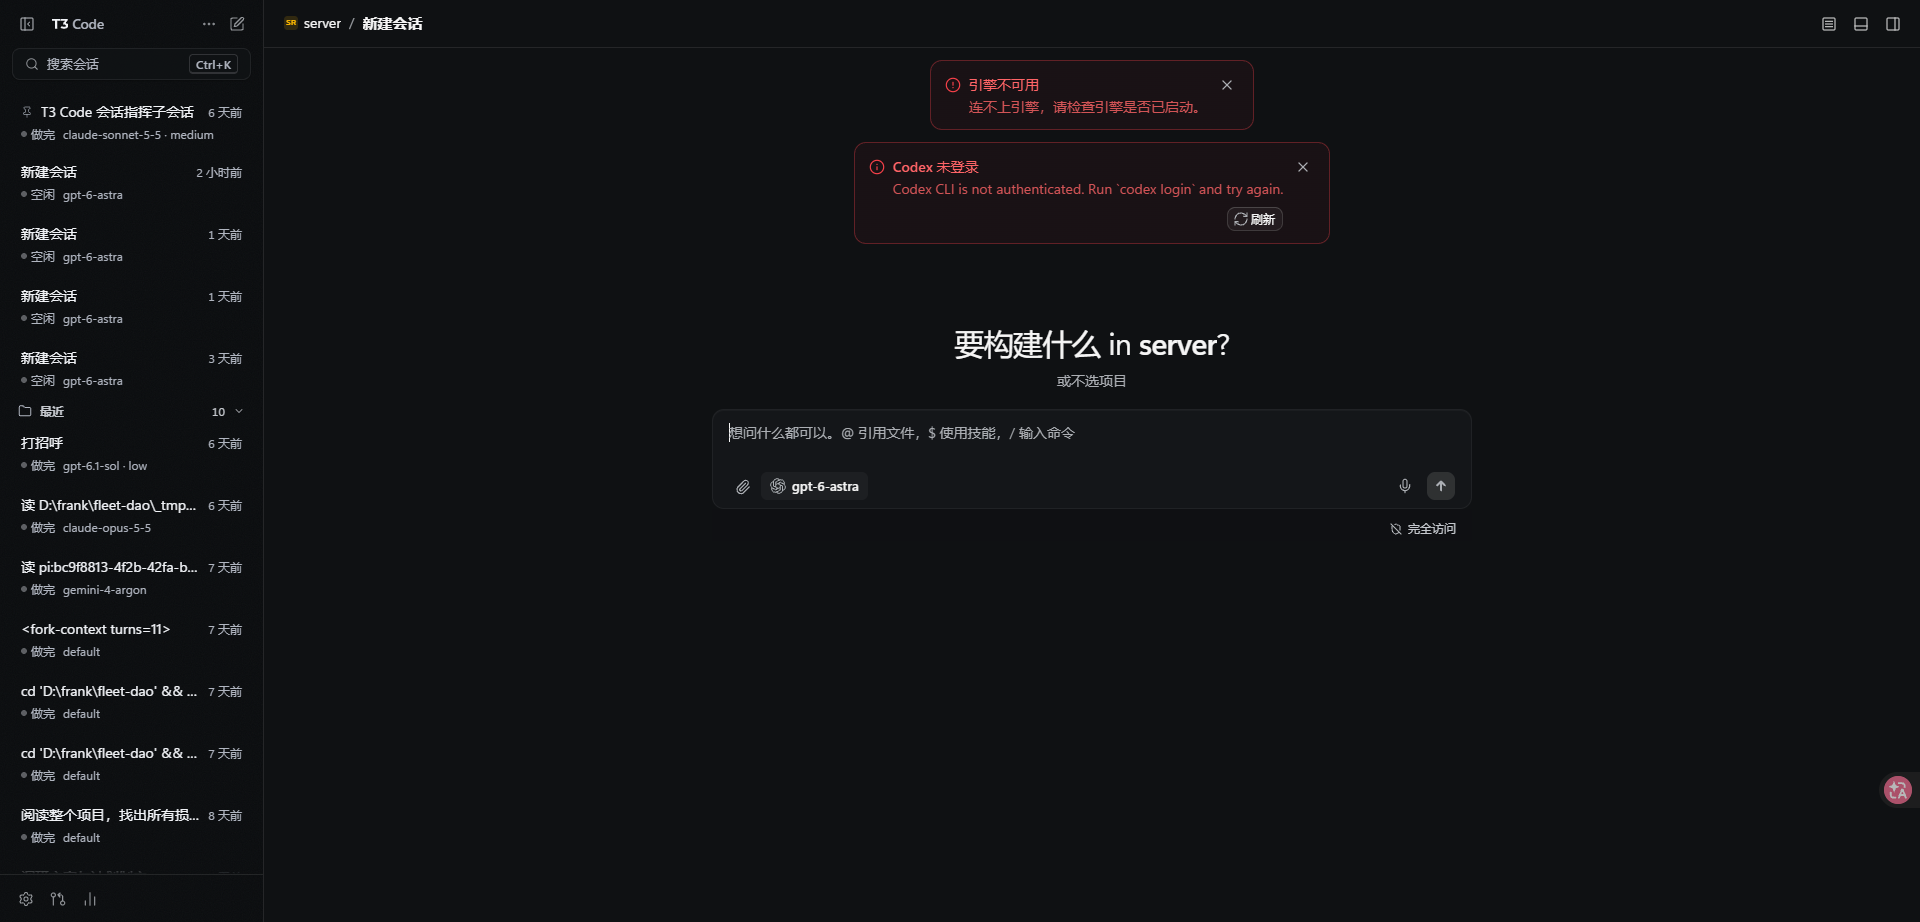 T3 Code
搜索会话 Ctrl+K
T3 Code 会话指挥子会话 6 天前
做完 claude-sonnet-5-5 · medium
新建会话 2 小时前
空闲 gpt-6-astra
新建会话 1 天前
空闲 gpt-6-astra
新建会话 1 天前
空闲 gpt-6-astra
新建会话 3 天前
空闲 gpt-6-astra
最近 10
打招呼 6 天前
做完 gpt-6.1-sol · low
读 D:\frank\fleet-dao\_tmp... 6 天前
做完 claude-opus-5-5
读 pi:bc9f8813-4f2b-42fa-b... 7 天前
做完 gemini-4-argon
<fork-context turns=11> 7 天前
做完 default
cd 'D:\frank\fleet-dao' && ... 7 天前
做完 default
cd 'D:\frank\fleet-dao' && ... 7 天前
做完 default
阅读整个项目，找出所有损... 8 天前
做完 default
SR server / 新建会话
引擎不可用
连不上引擎，请检查引擎是否已启动。
Codex 未登录
Codex CLI is not authenticated. Run `codex login` and try again.
刷新
要构建什么 in server?
或不选项目
想问什么都可以。@ 引用文件，$ 使用技能，/ 输入命令
gpt-6-astra
完全访问